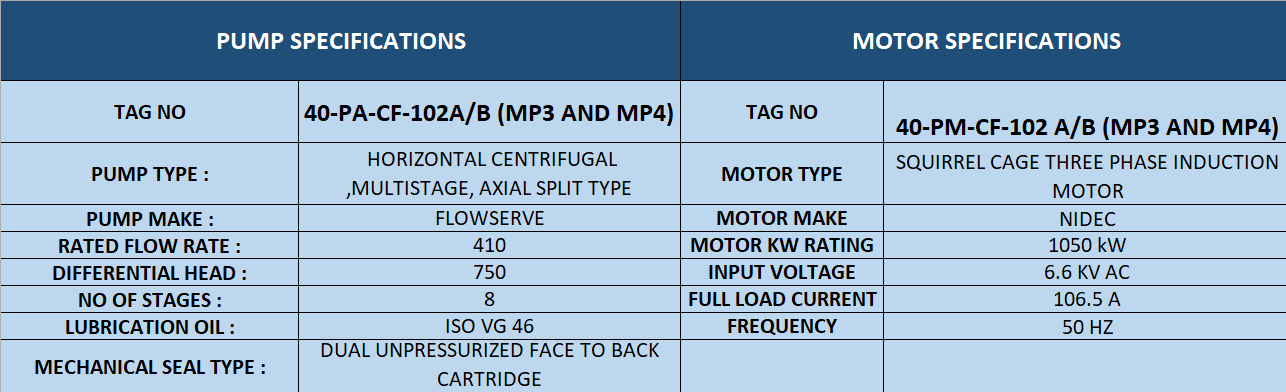 PUMP SPECIFICATIONS MOTOR SPECIFICATIONS
TAG NO 40-PA-CF-102A/B (MP3 AND MP4) TAG NO 40-PM-CF-102 A/B (MP3 AND MP4)
PUMP TYPE : HORIZONTAL CENTRIFUGAL
,MULTISTAGE, AXIAL SPLIT TYPE MOTOR TYPE SQUIRREL CAGE THREE PHASE INDUCTION
MOTOR
PUMP MAKE : FLOWSERVE MOTOR MAKE NIDEC
RATED FLOW RATE : 410 MOTOR KW RATING 1050 kW
DIFFERENTIAL HEAD : 750 INPUT VOLTAGE 6.6 KV AC
NO OF STAGES : 8 FULL LOAD CURRENT 106.5 A
LUBRICATION OIL : ISO VG 46 FREQUENCY 50 HZ
MECHANICAL SEAL TYPE : DUAL UNPRESSURIZED FACE TO BACK
CARTRIDGE